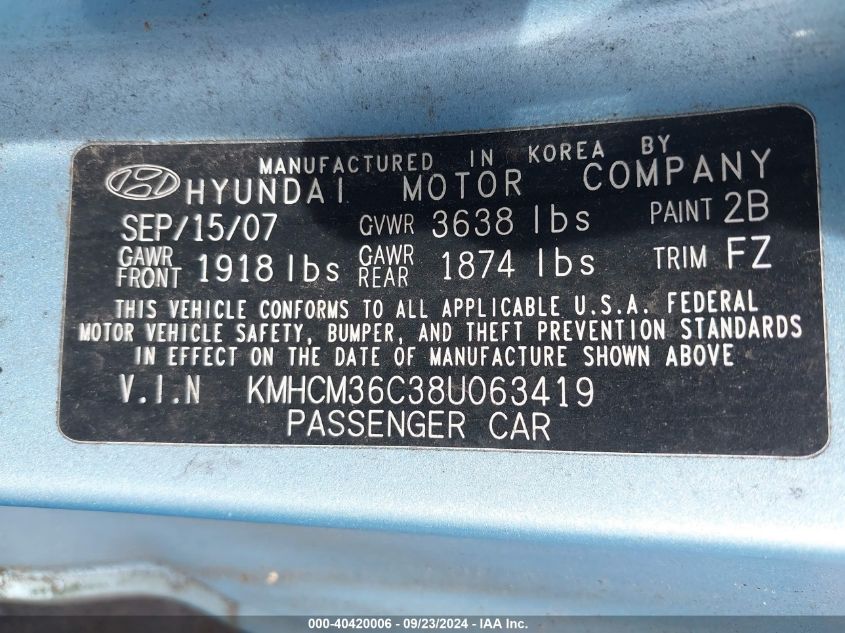 MANUFACTURED IN KOREA BY
HYUNDAI MOTOR COMPANY
SEP/15/07 GVWR 3638 lbs PAINT 2B
GAWR FRONT 1918 lbs GAWR REAR 1874 lbs TRIM FZ
THIS VEHICLE CONFORMS TO ALL APPLICABLE U.S.A. FEDERAL
MOTOR VEHICLE SAFETY, BUMPER, AND THEFT PREVENTION STANDARDS
IN EFFECT ON THE DATE OF MANUFACTURE SHOWN ABOVE
V.I.N KMHCM36C38U063419
PASSENGER CAR
000-40420006 - 09/23/2024 - IAA Inc.